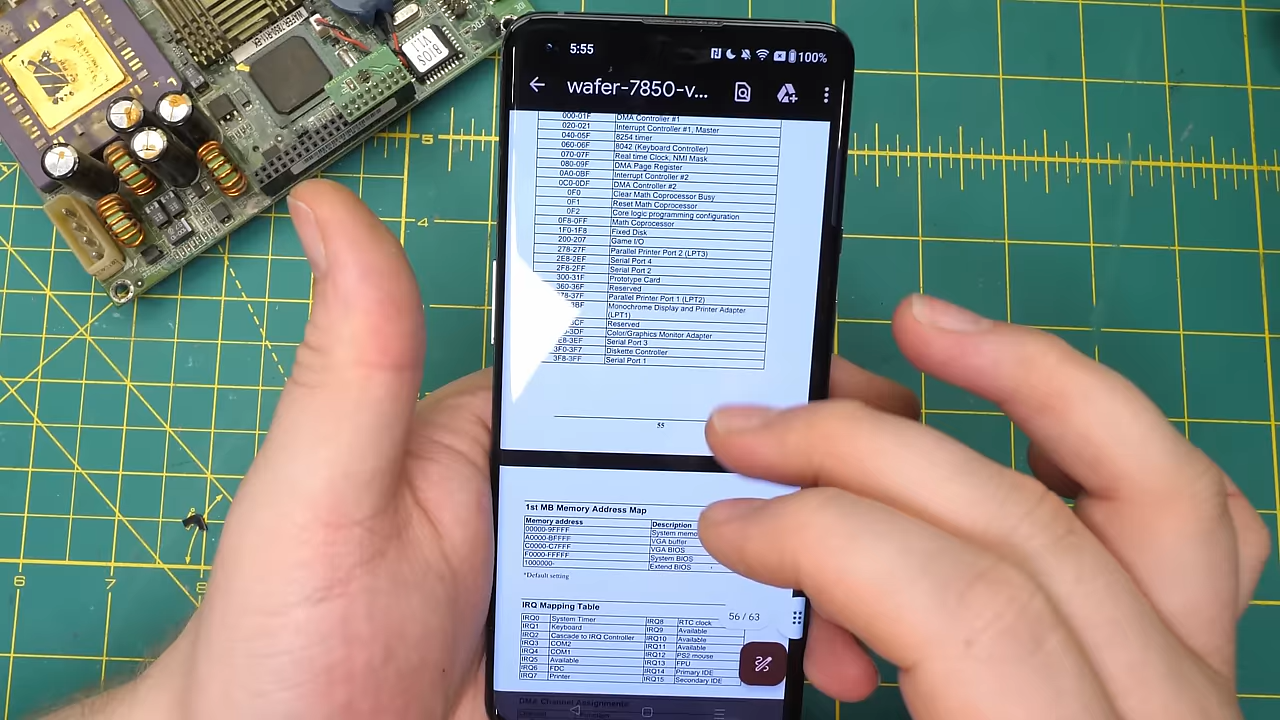 5:55
100%
wafer-7850-v...
BIOS
V1.1
000-01F DMA Controller #1
020-021 Interrupt Controller #1, Master
040-05F 8254 timer
060-06F 8042 (Keyboard Controller)
070-07F Real time Clock, NMI Mask
080-09F DMA Page Register
0A0-0BF Interrupt Controller #2
0C0-0DF DMA Controller #2
0F0 Clear Math Coprocessor Busy
0F1 Reset Math Coprocessor
0F2 Core logic programming configuration
0F8-0FF Math Coprocessor
1F0-1F8 Fixed Disk
200-207 Game I/O
278-27F Parallel Printer Port 2 (LPT3)
2E8-2EF Serial Port 4
2F8-2FF Serial Port 2
300-31F Prototype Card
360-36F Reserved
Parallel Printer Port 1 (LPT2)
Monochrome Display and Printer Adapter
(LPT1)
Reserved
Color/Graphics Monitor Adapter
Serial Port 3
Diskette Controller
3F8-3FF Serial Port 1
55
1st MB Memory Address Map
Memory address Description
00000-9FFFF System memo
A0000-BFFFF VGA buffer
C0000-C7FFF VGA BIOS
F0000-FFFFF System BIOS
1000000- Extend BIOS
*Default setting
56 / 63
IRQ Mapping Table
IRQ0 System Timer IRQ8 RTC clock
IRQ1 Keyboard IRQ9 Available
IRQ2 Cascade to IRQ Controller IRQ10 Available
IRQ3 COM2 IRQ11 Available
IRQ4 COM1 IRQ12 PS2 mouse
IRQ5 Available IRQ13 FPU
IRQ6 FDC IRQ14 Primary IDE
IRQ7 Printer IRQ15 Secondary IDE
DMA Channel Assignments
5
4
6 7 8